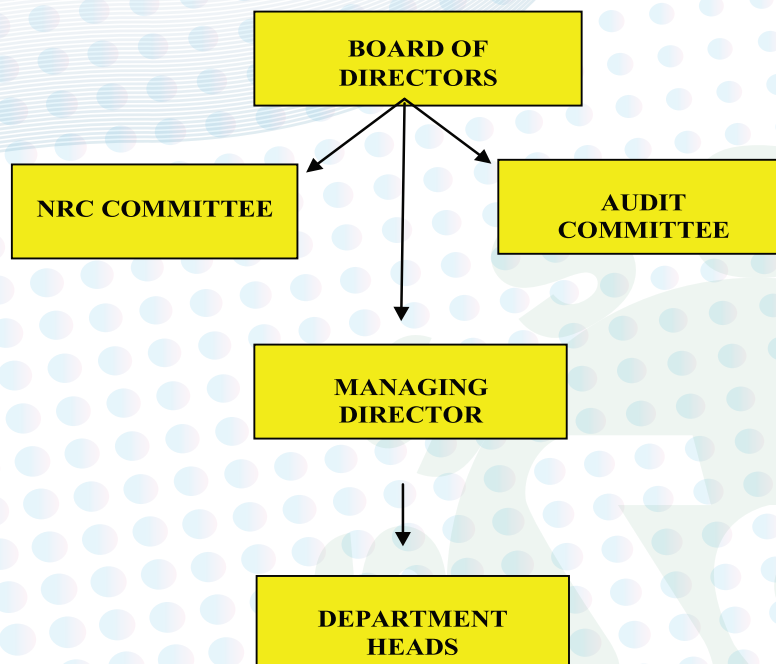 BOARD OF
DIRECTORS
NRC COMMITTEE
AUDIT
COMMITTEE
MANAGING
DIRECTOR
DEPARTMENT
HEADS